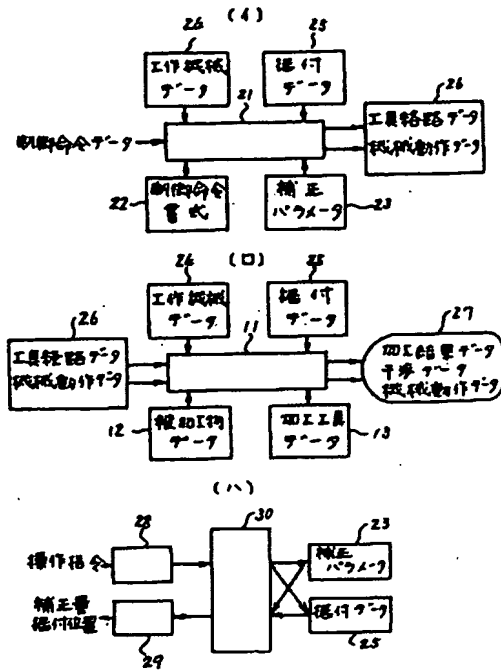 (イ)
24
25
工作機械
データ
据付
データ
26
21
制御命令データ
工具経路データ
機械動作データ
22
制御命令
書式
補正
パラメータ
23
(ロ)
24
25
工作機械
データ
据付
データ
26
27
工具経路データ
機械動作データ
11
加工結果データ
干渉データ
機械動作データ
12
被加工物
データ
加工工具
データ
13
(ハ)
28
30
23
操作指令
補正
パラメータ
補正量
据付位置
29
据付データ
25